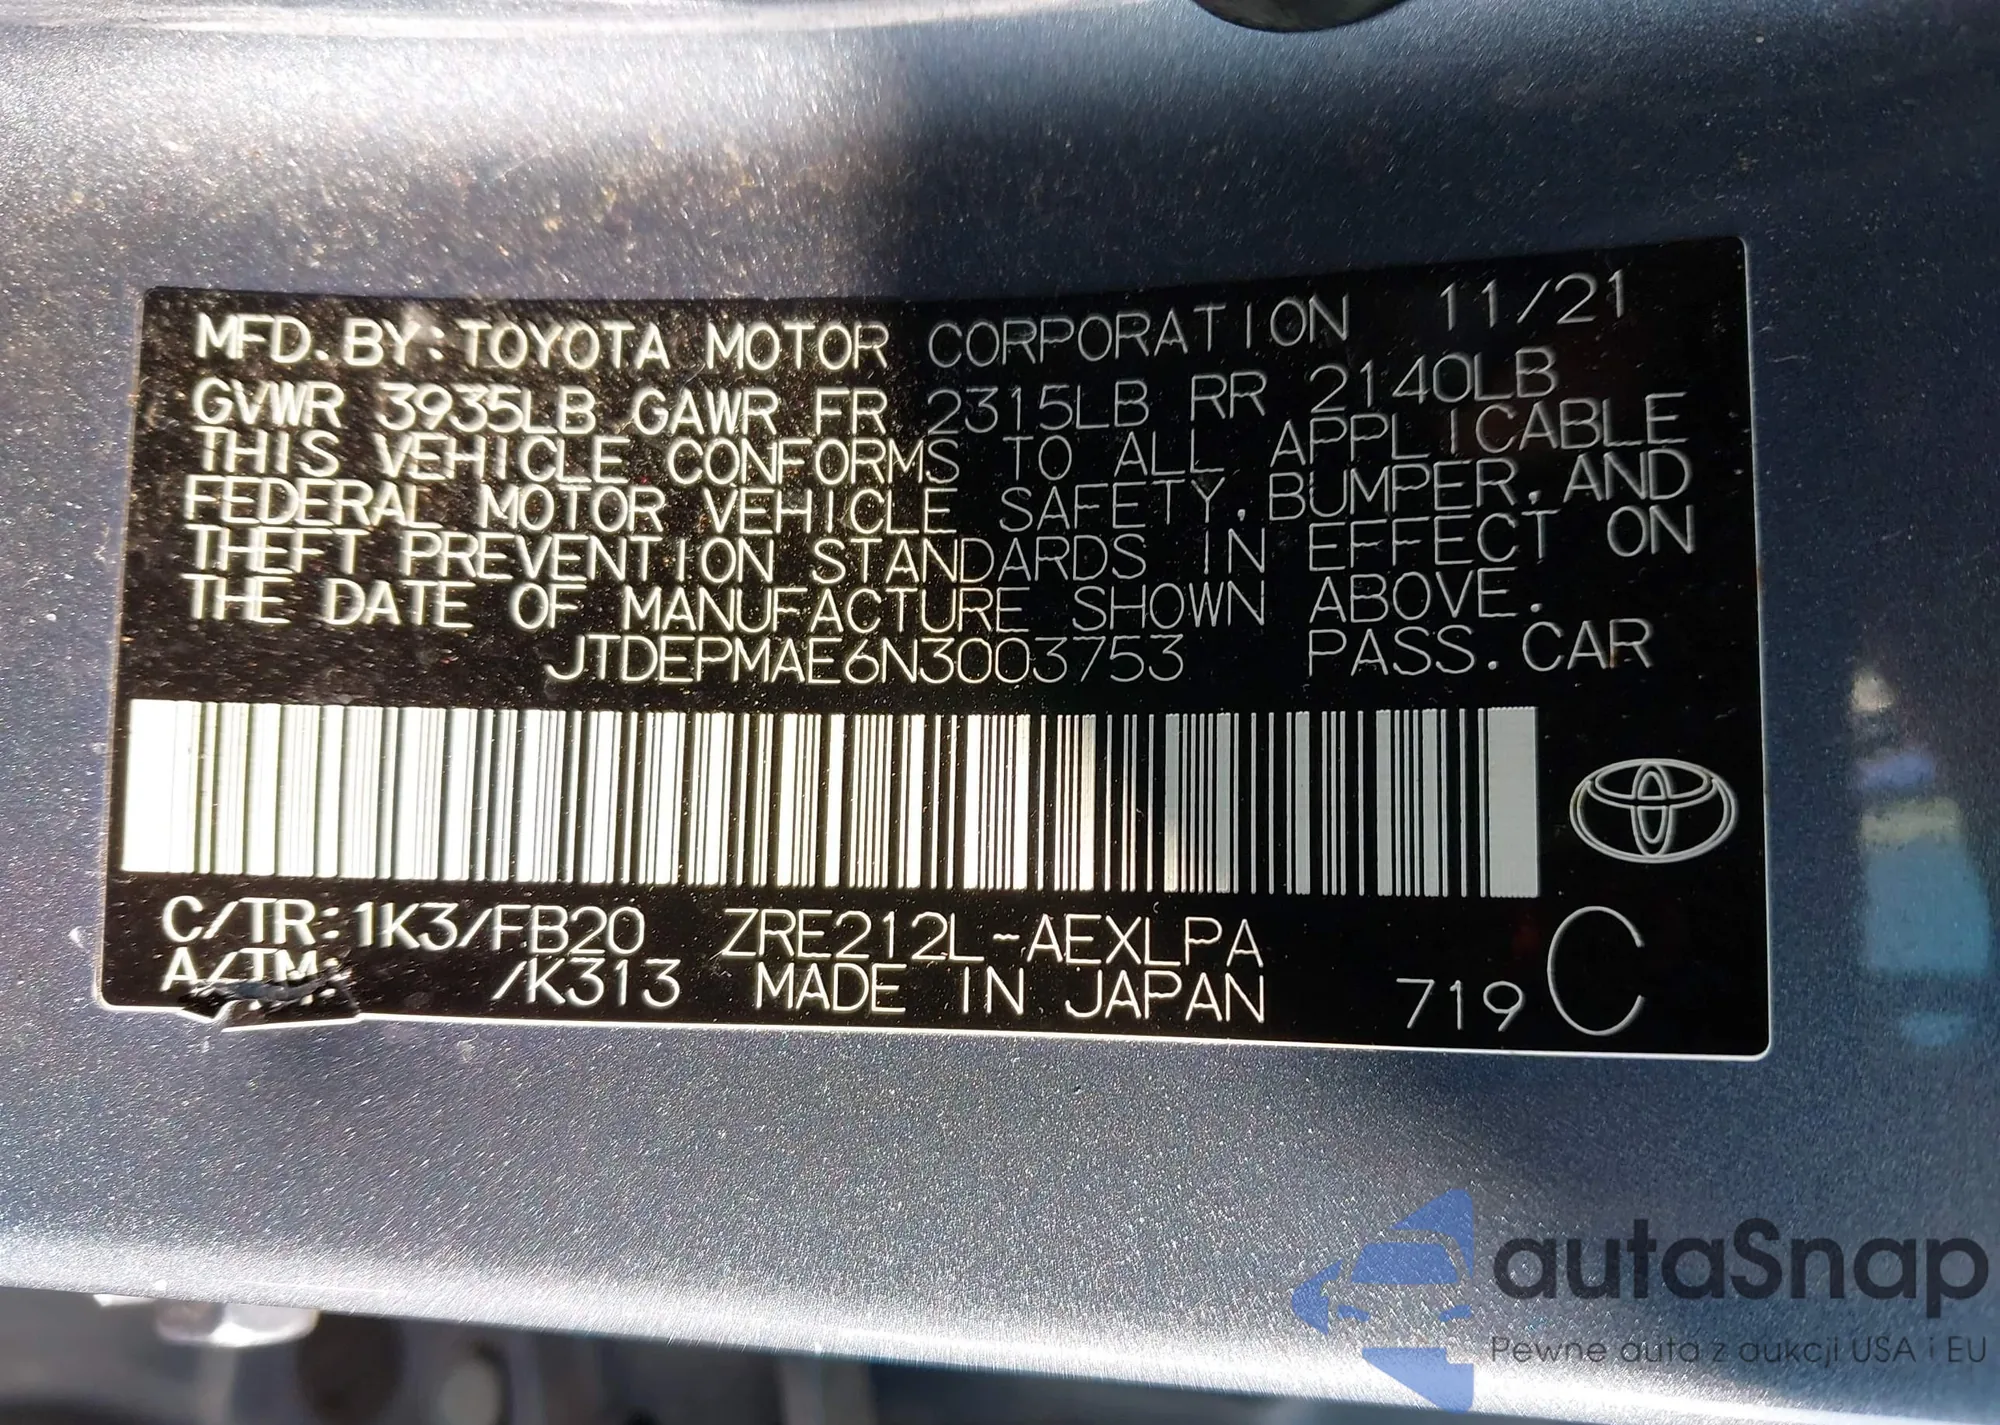 MFD. BY: TOYOTA MOTOR CORPORATION 11/21
GVWR 3935LB GAWR FR 2315LB RR 2140LB
THIS VEHICLE CONFORMS TO ALL APPLICABLE
FEDERAL MOTOR VEHICLE SAFETY, BUMPER, AND
THEFT PREVENTION STANDARDS IN EFFECT ON
THE DATE OF MANUFACTURE SHOWN ABOVE.
JTDEPMAE6N3003753 PASS. CAR
C/TR: 1K3/FB20 ZRE212L-AEXLPA
A/TM: /K313 MADE IN JAPAN 719 C
autaSnap
Pewne auta z aukcji USA i EU